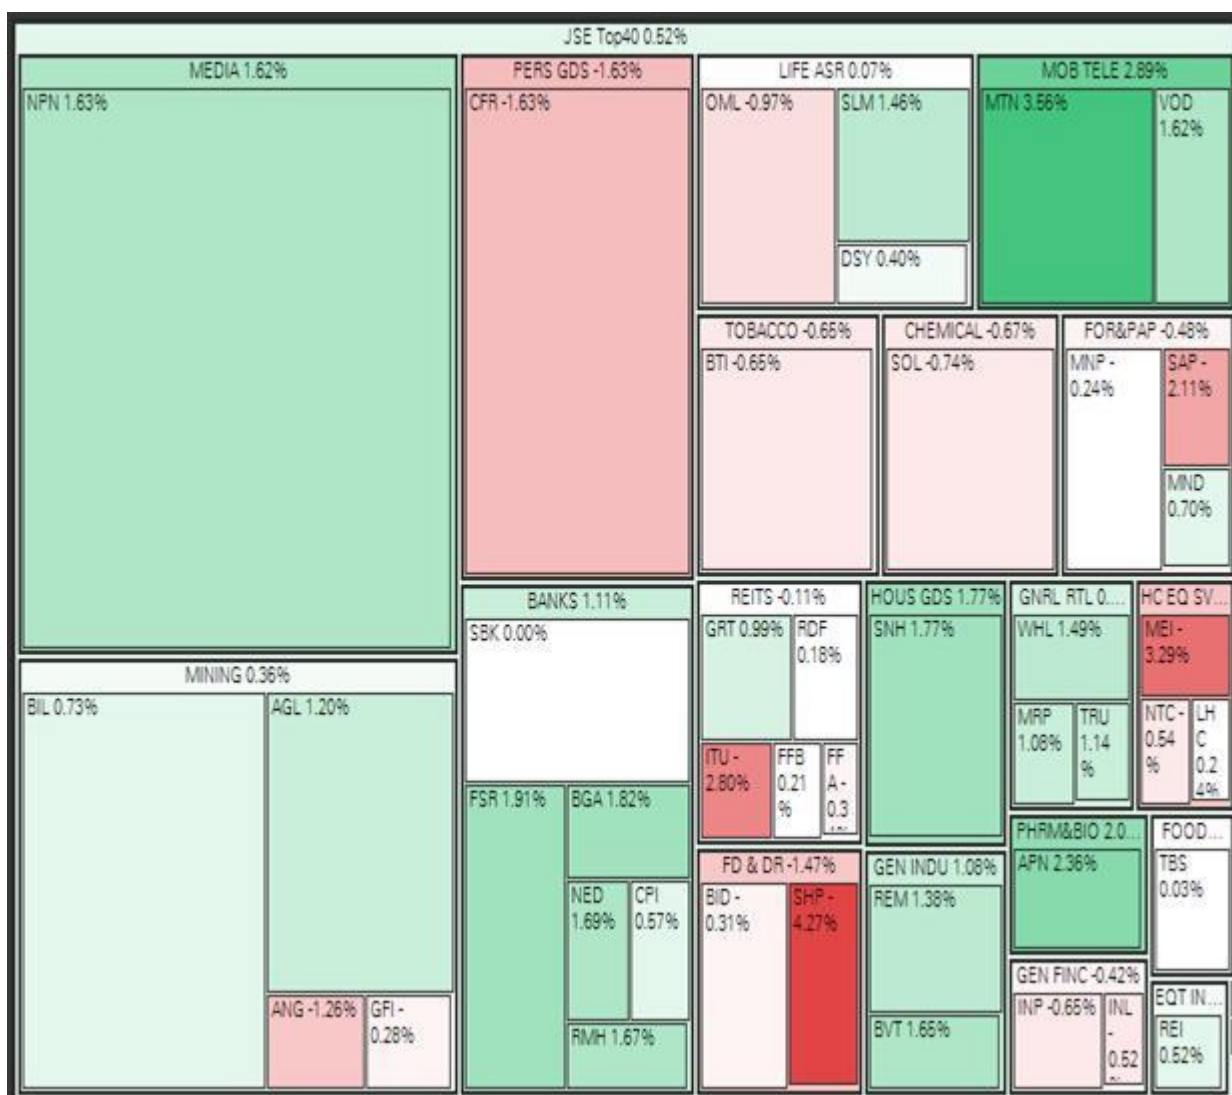 JSE Top40 0.52%
MEDIA 1.62%
NPN 1.63%
MINING 0.36%
BIL 0.73%
AGL 1.20%
ANG -1.26%
GFI -
0.28%
PERS GDS -1.63%
CFR -1.63%
BANKS 1.11%
SBK 0.00%
FSR 1.91%
BGA 1.82%
NED
1.69%
CPI
0.57%
RMH 1.67%
LIFE ASR 0.07%
OML -0.97%
SLM 1.46%
DSY 0.40%
MOB TELE 2.89%
MTN 3.56%
VOD
1.62%
TOBACCO -0.65%
BTI -0.65%
CHEMICAL -0.67%
SOL -0.74%
FOR&PAP -0.48%
MNP -
0.24%
SAP -
2.11%
MND
0.70%
REITS -0.11%
GRT 0.99%
RDF
0.18%
ITU -
2.80%
FFB
0.21
%
FF
A -
0.3
HOUS GDS 1.77%
SNH 1.77%
GNRL RTL 0....
WHL 1.49%
MRP
1.08%
TRU
1.14
%
HC EQ SV...
MEI -
3.29%
NTC -
0.54
%
LH
C
0.2
4%
FD & DR -1.47%
BID -
0.31%
SHP -
4.27%
GEN INDU 1.08%
REM 1.38%
BVT 1.65%
PHRM&BIO 2.0...
APN 2.36%
FOOD...
TBS
0.03%
GEN FINC -0.42%
INP -0.65%
INL
-
0.52
EQT IN...
REI
0.52%